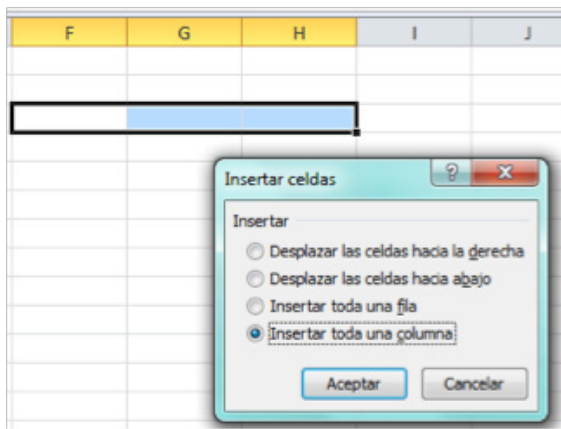 F G H I J
Insertar celdas ? X
Insertar
Desplazar las celdas hacia la derecha
Desplazar las celdas hacia abajo
Insertar toda una fila
Insertar toda una columna
Aceptar Cancelar